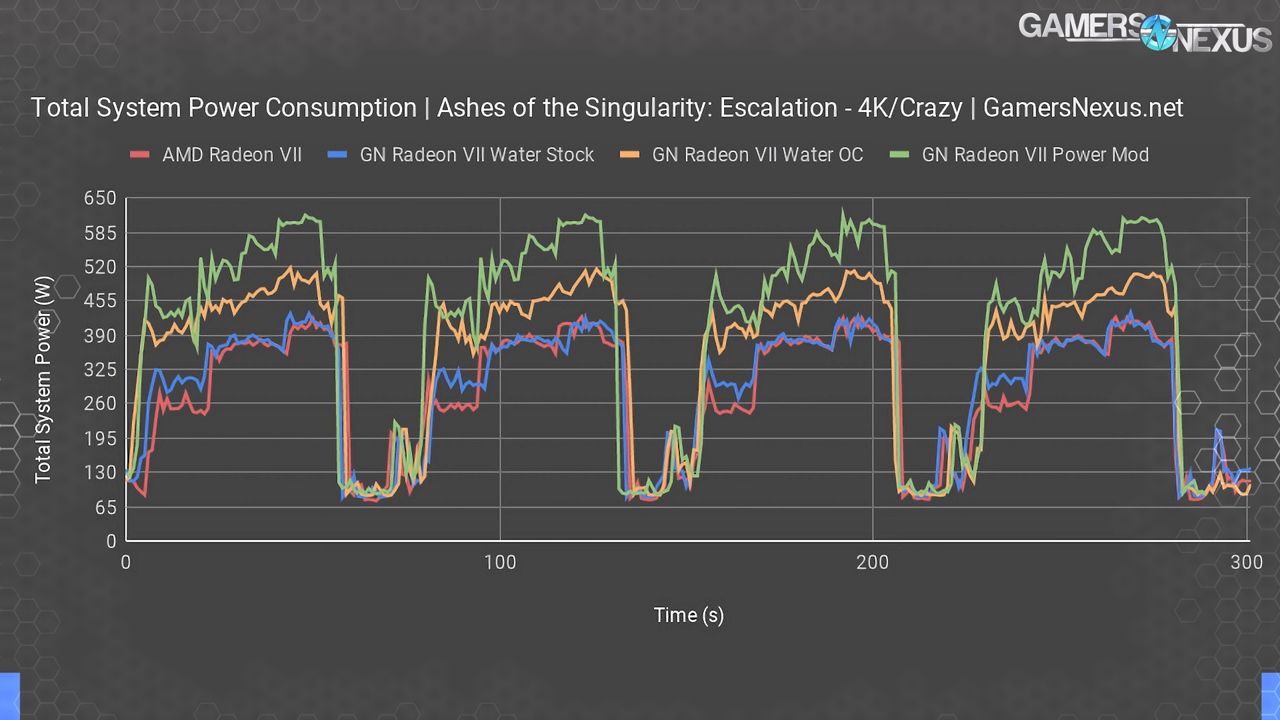 GAMERS NEXUS
Total System Power Consumption | Ashes of the Singularity: Escalation - 4K/Crazy | GamersNexus.net
AMD Radeon VII GN Radeon VII Water Stock GN Radeon VII Water OC GN Radeon VII Power Mod
Total System Power (W)
650
585
520
455
390
325
260
195
130
65
0
0 100 200 300
Time (s)